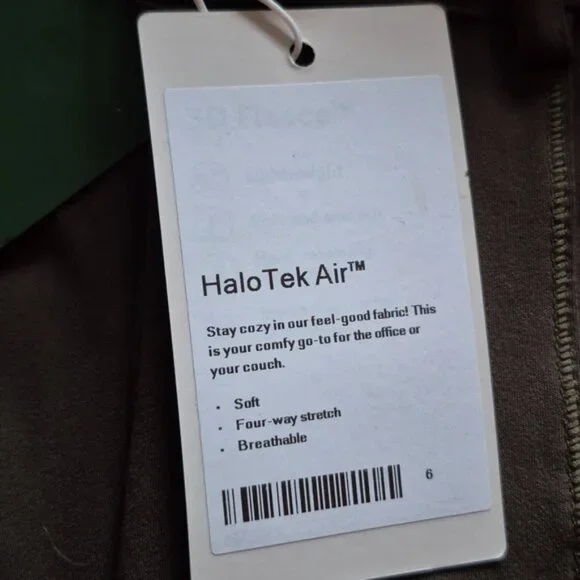 HaloTek Air™
Stay cozy in our feel-good fabric! This
is your comfy go-to for the office or
your couch.
• Soft
• Four-way stretch
• Breathable
6